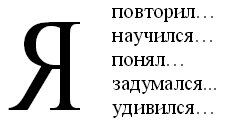 Я
повторил…
научился…
понял…
задумался...
удивился…